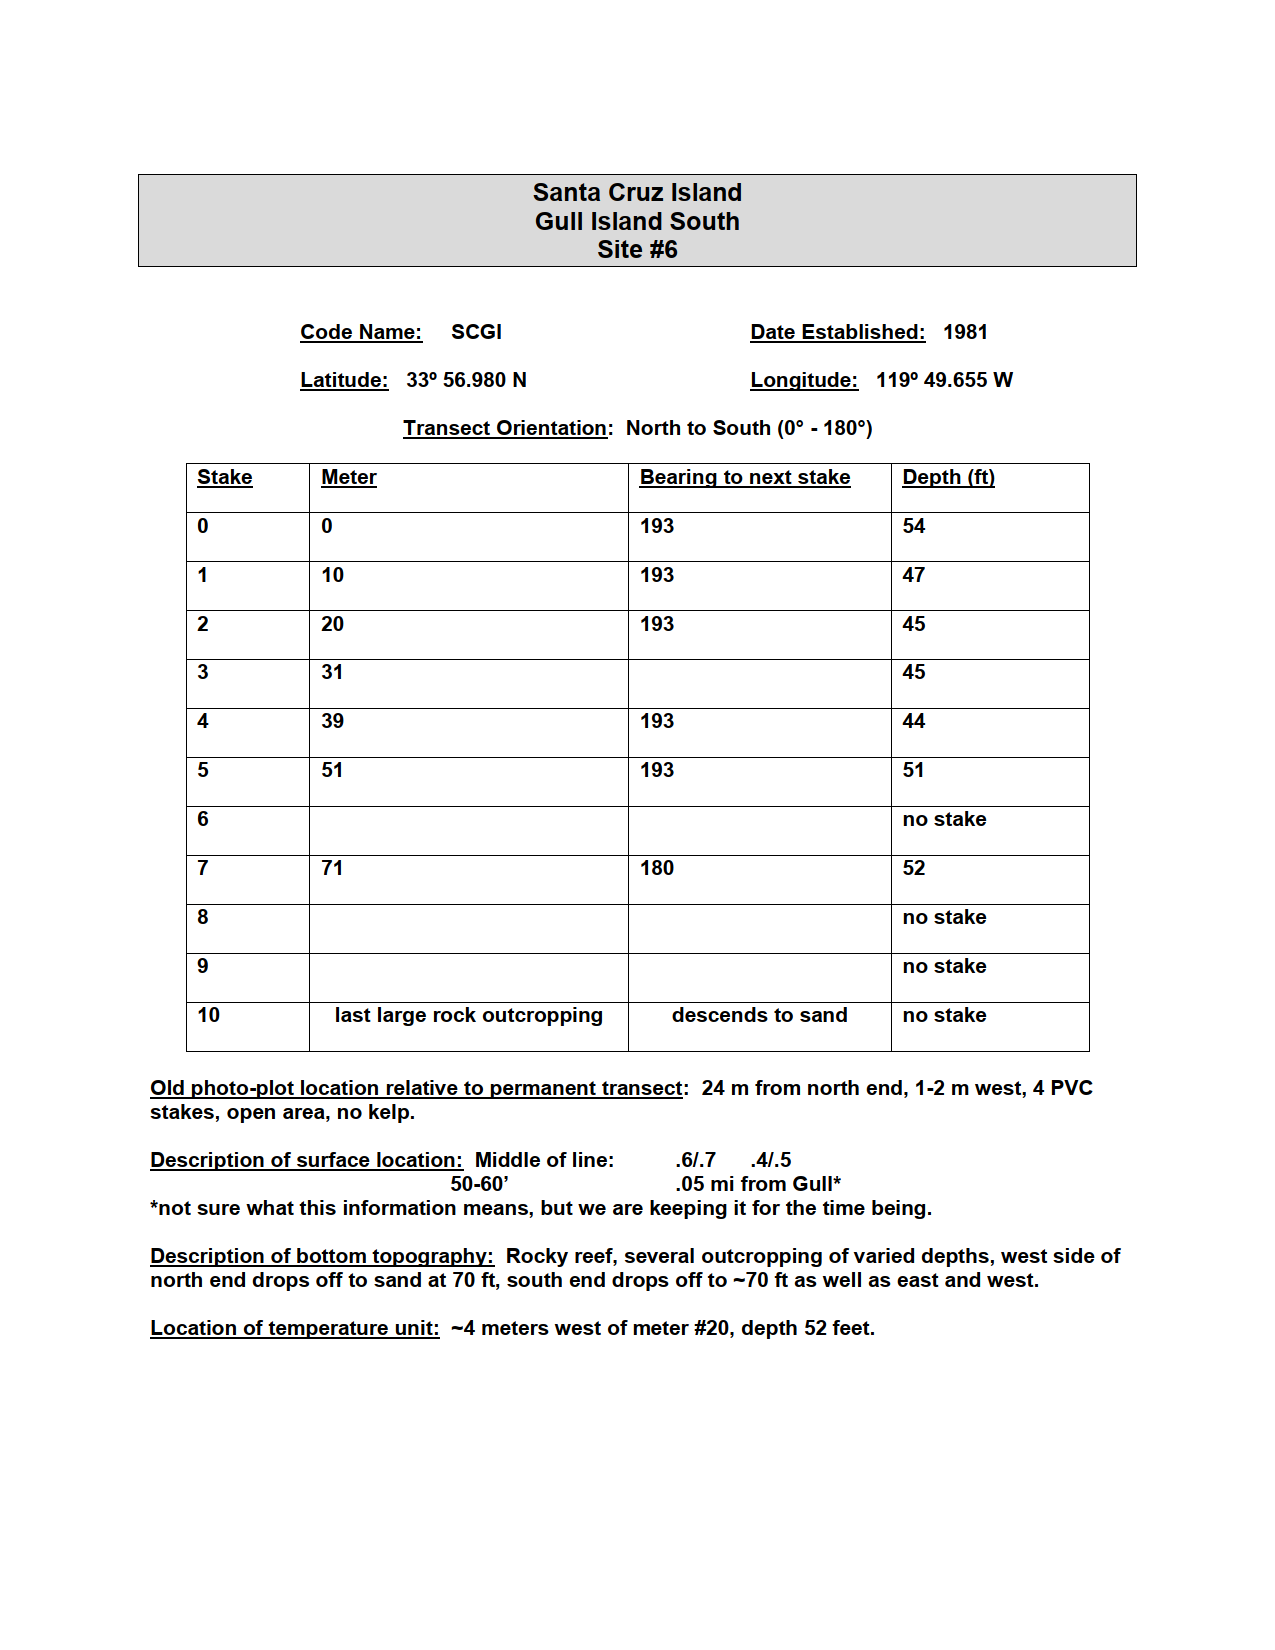 Santa Cruz Island
Gull Island South
Site #6
Code Name: SCGI Date Established: 1981
Latitude: 33º 56.980 N Longitude: 119º 49.655 W
Transect Orientation: North to South (0° - 180°)
Stake Meter Bearing to next stake Depth (ft)
0 0 193 54
1 10 193 47
2 20 193 45
3 31 45
4 39 193 44
5 51 193 51
6 no stake
7 71 180 52
8 no stake
9 no stake
10 last large rock outcropping descends to sand no stake
Old photo-plot location relative to permanent transect: 24 m from north end, 1-2 m west, 4 PVC
stakes, open area, no kelp.
Description of surface location: Middle of line: .6/.7 .4/.5
50-60’ .05 mi from Gull*
*not sure what this information means, but we are keeping it for the time being.
Description of bottom topography: Rocky reef, several outcropping of varied depths, west side of
north end drops off to sand at 70 ft, south end drops off to ~70 ft as well as east and west.
Location of temperature unit: ~4 meters west of meter #20, depth 52 feet.